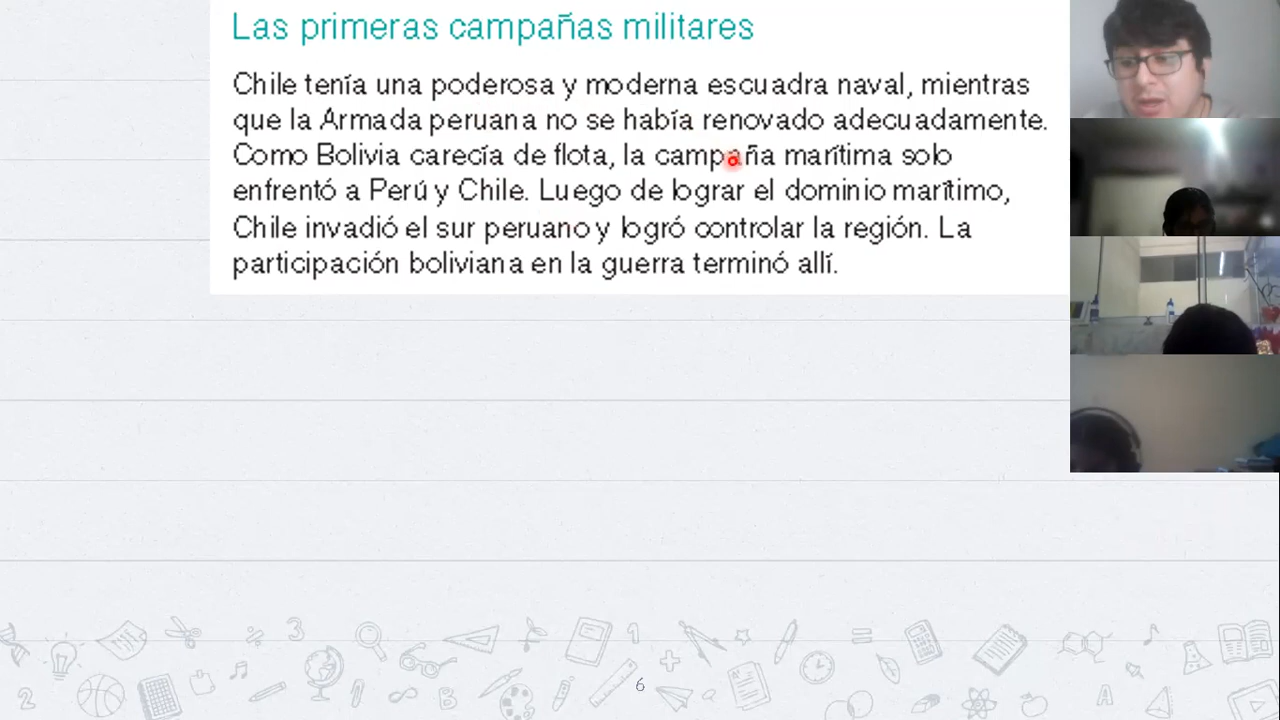 Las primeras campañas militares
Chile tenía una poderosa y moderna escuadra naval, mientras
que la Armada peruana no se había renovado adecuadamente.
Como Bolivia carecía de flota, la campaña marítima solo
enfrentó a Perú y Chile. Luego de lograr el dominio marítimo,
Chile invadió el sur peruano y logró controlar la región. La
participación boliviana en la guerra terminó allí.
6